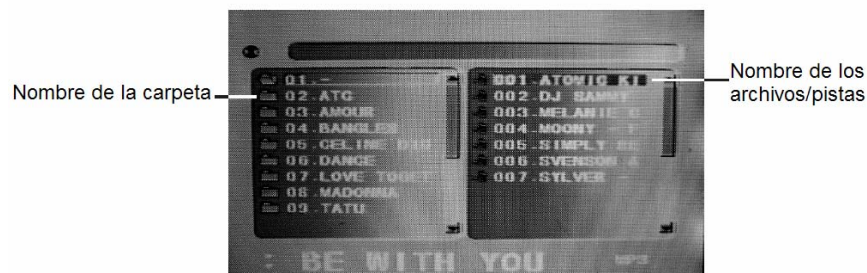 Nombre de la carpeta
Nombre de los
archivos/pistas
01.-
02.ATC
03.AMOUR
04.BANGLES
05.CELINE DIO
06.DANCE
07.LOVE TOGET
08.MADONNA
09.TATU
001.ATOMIC KI
002.DJ SAMMY
003.MELANIE C
004.MOONY -
005.SIMPLY
006.SVENSON
007.SYLVER -
: BE WITH YOU
MP3